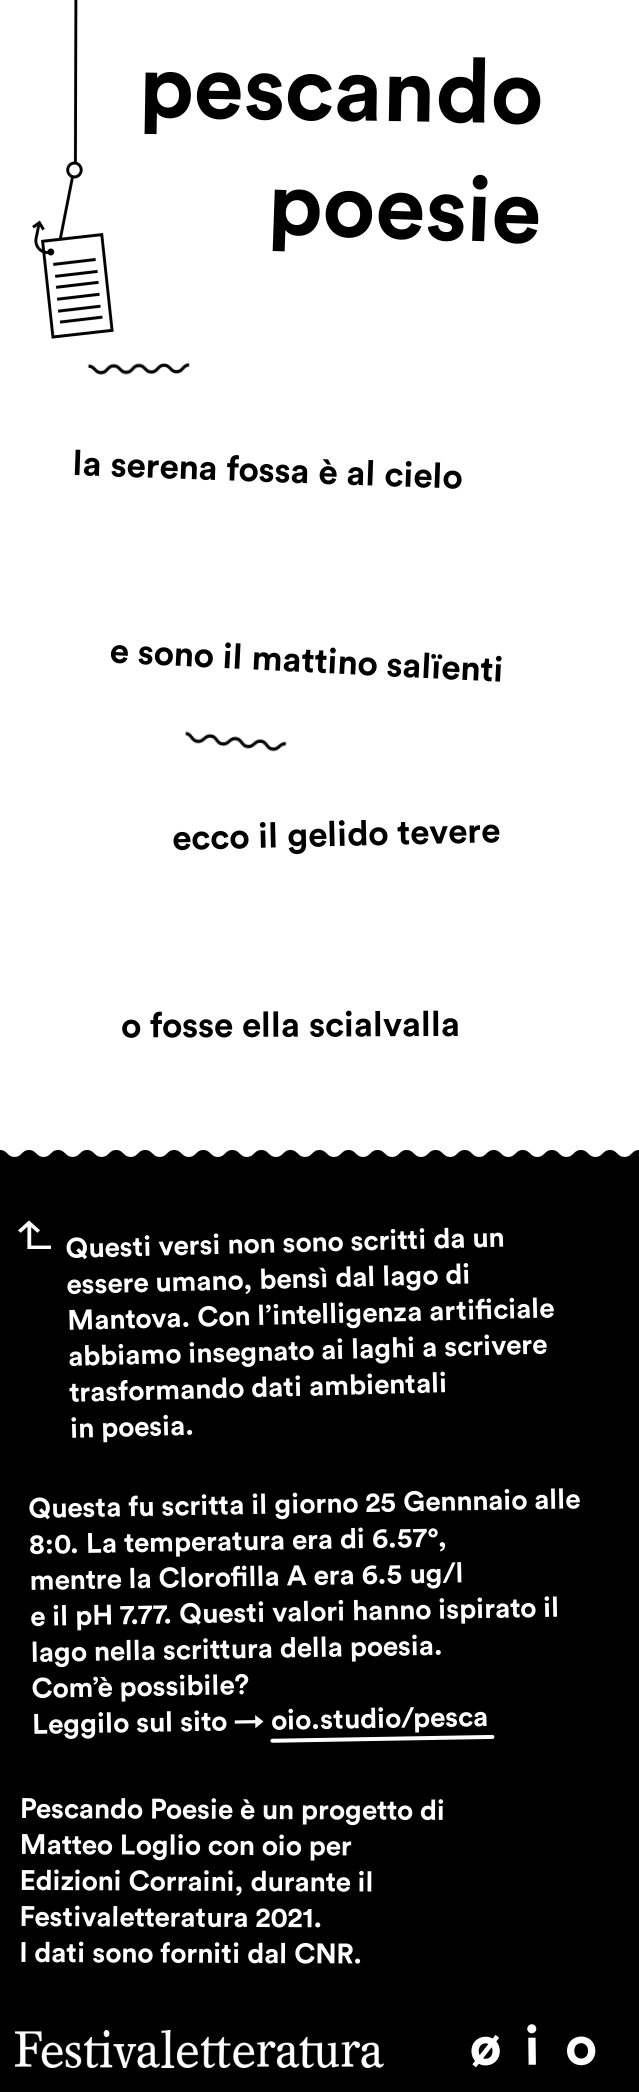 pescando
poesie
la serena fossa è al cielo
e sono il mattino salïenti
ecco il gelido tevere
o fosse ella scialvalla
Questi versi non sono scritti da un
essere umano, bensì dal lago di
Mantova. Con l’intelligenza artificiale
abbiamo insegnato ai laghi a scrivere
trasformando dati ambientali
in poesia.
Questa fu scritta il giorno 25 Gennnaio alle
8:0. La temperatura era di 6.57°,
mentre la Clorofilla A era 6.5 ug/l
e il pH 7.77. Questi valori hanno ispirato il
lago nella scrittura della poesia.
Com’è possibile?
Leggilo sul sito → oio.studio/pesca
Pescando Poesie è un progetto di
Matteo Loglio con oio per
Edizioni Corraini, durante il
Festivaletteratura 2021.
I dati sono forniti dal CNR.
Festivaletteratura ø i o